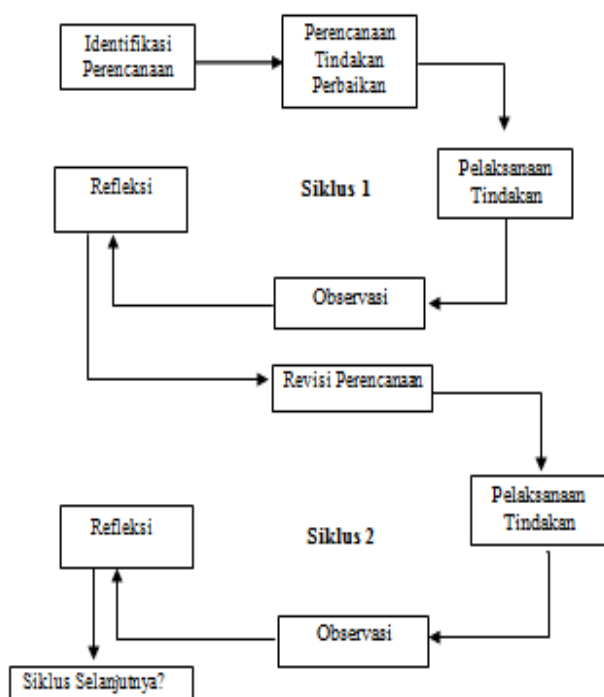 Identifikasi
Perencanaan
Perencanaan
Tindakan
Perbaikan
Pelaksanaan
Tindakan
Siklus 1
Refleksi
Observasi
Revisi Perencanaan
Pelaksanaan
Tindakan
Siklus 2
Refleksi
Observasi
Siklus Selanjutnya?